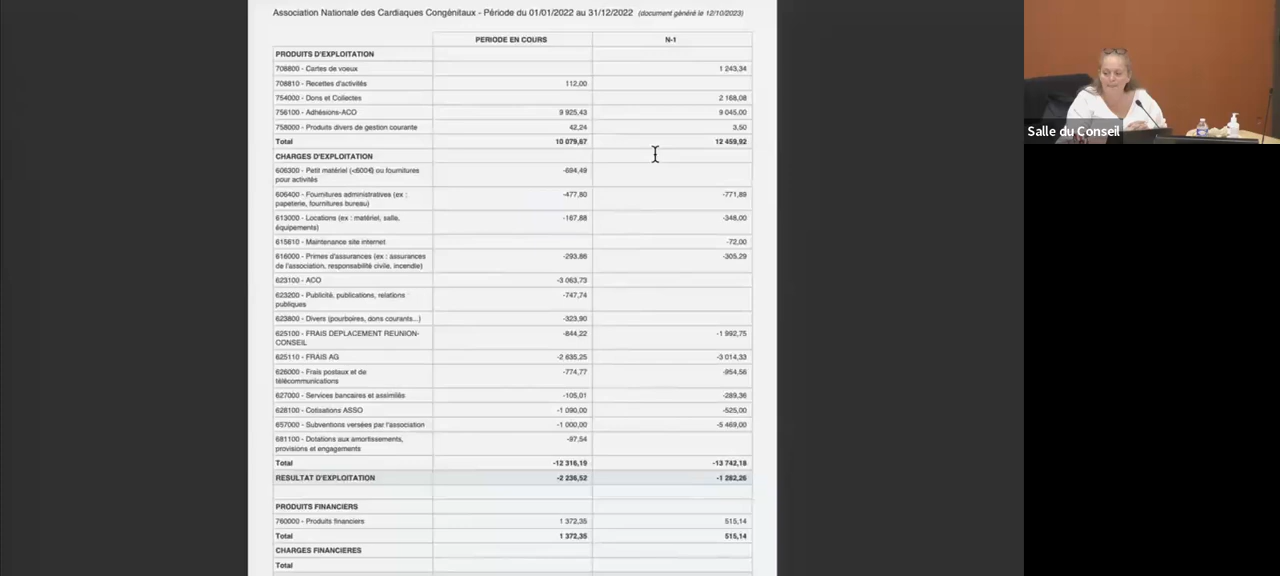 Association Nationale des Cardiaques Congénitaux - Période du 01/01/2022 au 31/12/2022 (document généré le 12/10/2023)
PERIODE EN COURS N-1
PRODUITS D'EXPLOITATION
708800 - Cartes de voeux 1 243,34
708810 - Recettes d'activités 112,00
754000 - Dons et Collectes 2 168,08
756100 - Adhésions-ACO 9 925,43 9 045,00
758000 - Produits divers de gestion courante 42,24 3,50
Total 10 079,67 12 459,92
CHARGES D'EXPLOITATION
606300 - Petit matériel (<600€) ou fournitures
pour activités -694,49
606400 - Fournitures administratives (ex :
papeterie, fournitures bureau) -477,80 -771,89
613000 - Locations (ex : matériel, salle,
équipements) -167,88 -348,00
615610 - Maintenance site internet -72,00
616000 - Primes d'assurances (ex : assurances
de l'association, responsabilité civile, incendie) -293,86 -305,29
623100 - ACO -3 063,73
623200 - Publicité, publications, relations
publiques -747,74
623800 - Divers (pourboires, dons courants...) -323,90
625100 - FRAIS DEPLACEMENT REUNION-
CONSEIL -844,22 -1 992,75
625110 - FRAIS AG -2 635,25 -3 014,33
626000 - Frais postaux et de
télécommunications -774,77 -954,56
627000 - Services bancaires et assimilés -105,01 -289,36
628100 - Cotisations ASSO -1 090,00 -525,00
657000 - Subventions versées par l'association -1 000,00 -5 469,00
681100 - Dotations aux amortissements,
provisions et engagements -97,54
Total -12 316,19 -13 742,18
RESULTAT D'EXPLOITATION -2 236,52 -1 282,26
PRODUITS FINANCIERS
760000 - Produits financiers 1 372,35 515,14
Total 1 372,35 515,14
CHARGES FINANCIERES
Total
Salle du Conseil